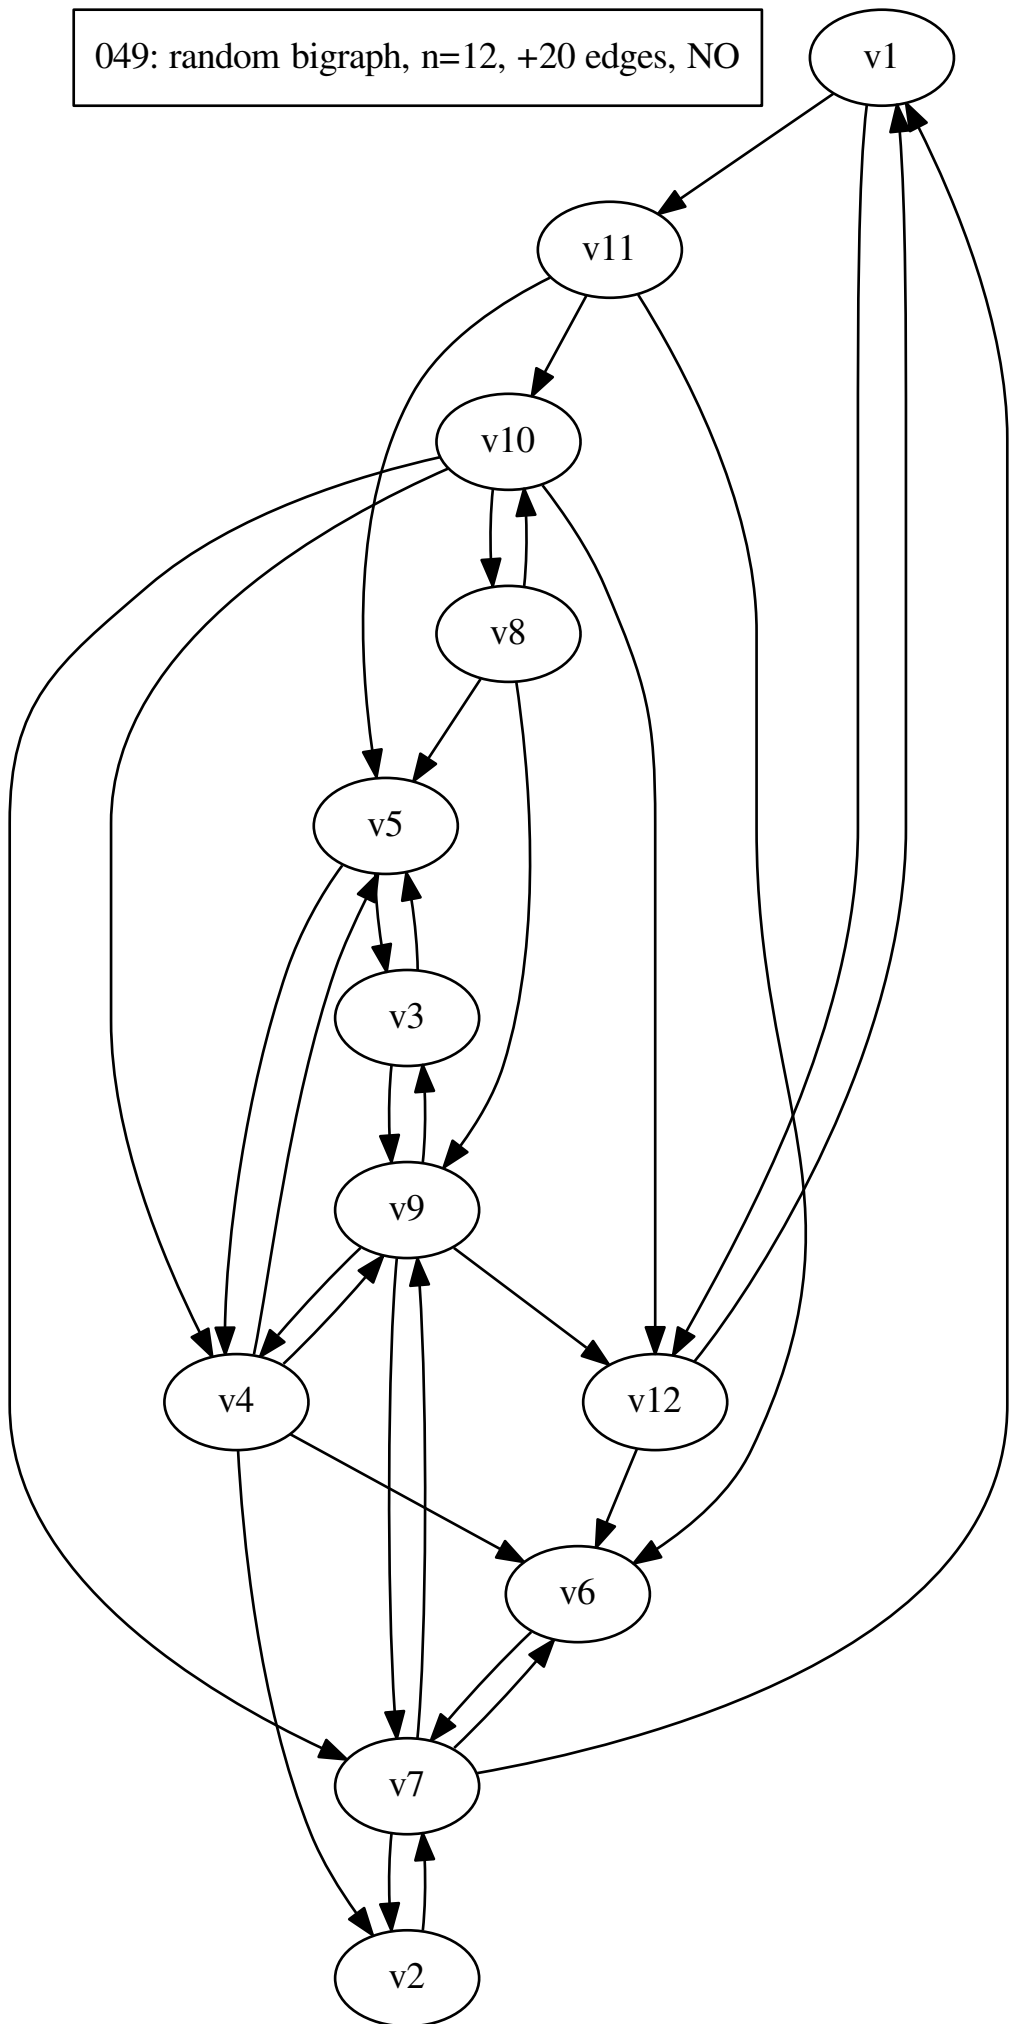 049: random bigraph, n=12, +20 edges, NO
v1
v11
v10
v8
v5
v3
v9
v4
v12
v6
v7
v2